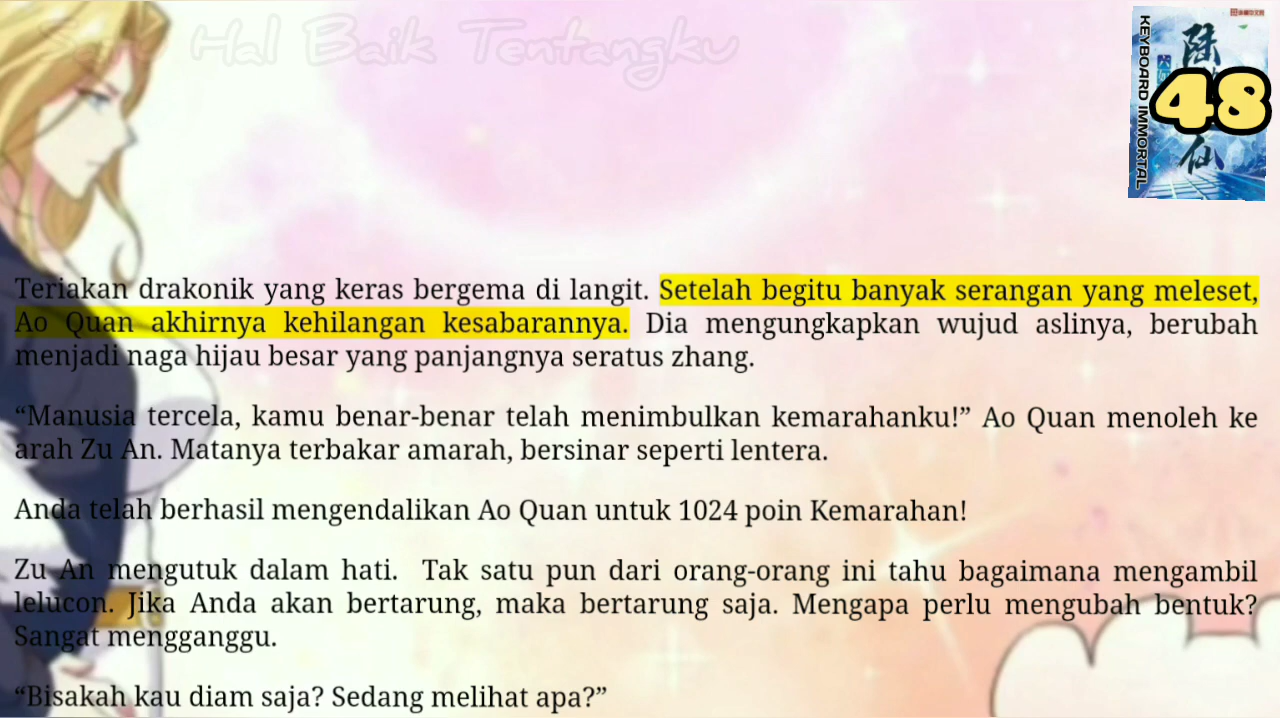 Satu Hal Baik Tentangku
KEYBOARD IMMORTAL
陆
仙
48
Teriakan drakonik yang keras bergema di langit. Setelah begitu banyak serangan yang meleset,
Ao Quan akhirnya kehilangan kesabarannya. Dia mengungkapkan wujud aslinya, berubah
menjadi naga hijau besar yang panjangnya seratus zhang.
“Manusia tercela, kamu benar-benar telah menimbulkan kemarahanku!” Ao Quan menoleh ke
arah Zu An. Matanya terbakar amarah, bersinar seperti lentera.
Anda telah berhasil mengendalikan Ao Quan untuk 1024 poin Kemarahan!
Zu An mengutuk dalam hati. Tak satu pun dari orang-orang ini tahu bagaimana mengambil
lelucon. Jika Anda akan bertarung, maka bertarung saja. Mengapa perlu mengubah bentuk?
Sangat mengganggu.
“Bisakah kau diam saja? Sedang melihat apa?”